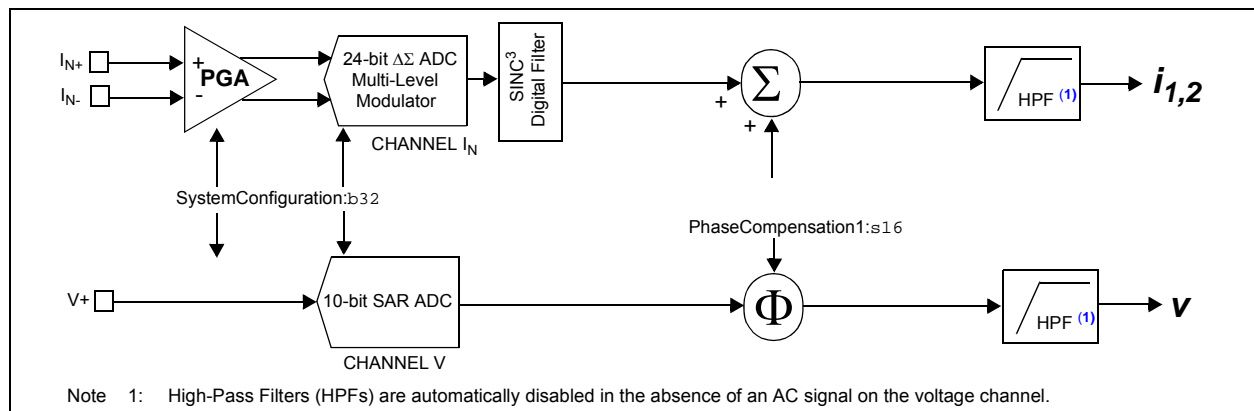 I_N+
I_N-
+
-
PGA
24-bit ΔΣ ADC
Multi-Level
Modulator
CHANNEL I_N
SINC³
Digital Filter
+
+
Σ
HPF (1)
i_1,2
SystemConfiguration:b32
PhaseCompensation1:s16
V+
10-bit SAR ADC
CHANNEL V
Φ
HPF (1)
v
Note 1: High-Pass Filters (HPFs) are automatically disabled in the absence of an AC signal on the voltage channel.